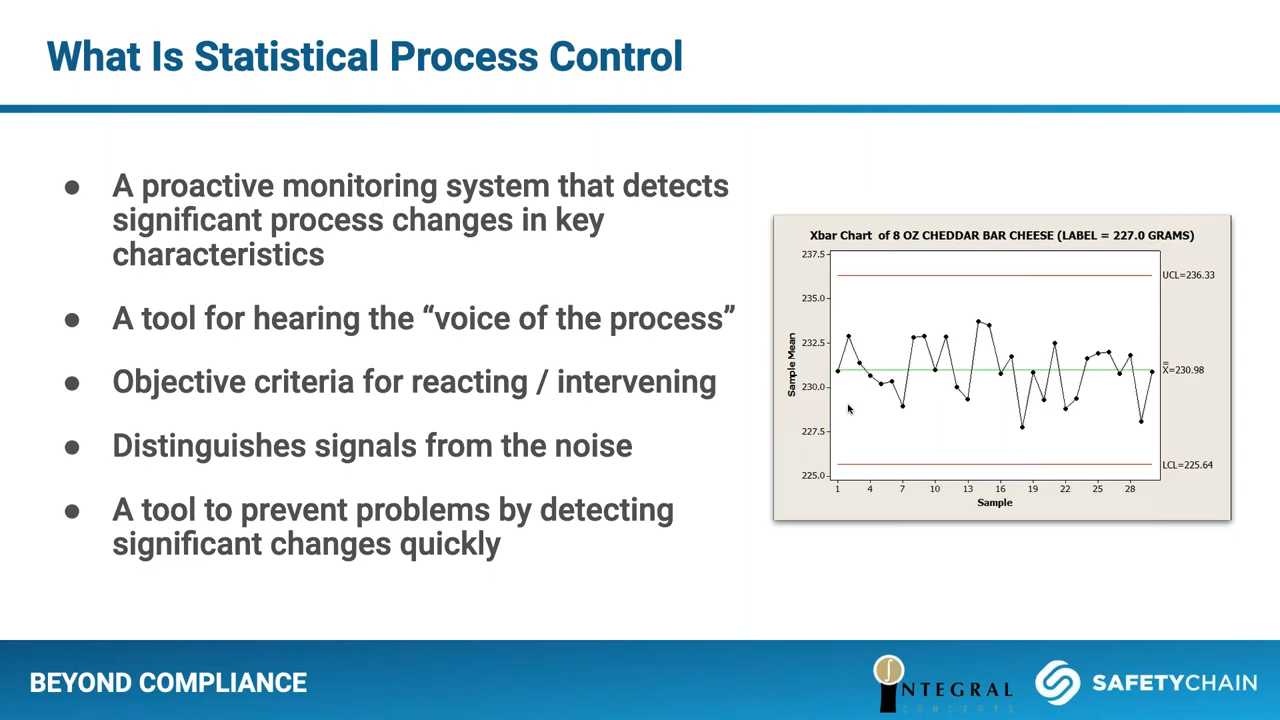 What Is Statistical Process Control
● A proactive monitoring system that detects
significant process changes in key
characteristics
● A tool for hearing the “voice of the process”
● Objective criteria for reacting / intervening
● Distinguishes signals from the noise
● A tool to prevent problems by detecting
significant changes quickly
Xbar Chart of 8 OZ CHEDDAR BAR CHEESE (LABEL = 227.0 GRAMS)
237.5
235.0
232.5
230.0
227.5
225.0
Sample Mean
UCL=236.33
X̿=230.98
LCL=225.64
1 4 7 10 13 16 19 22 25 28
Sample
BEYOND COMPLIANCE
INTEGRAL
CONCEPTS
SAFETYCHAIN